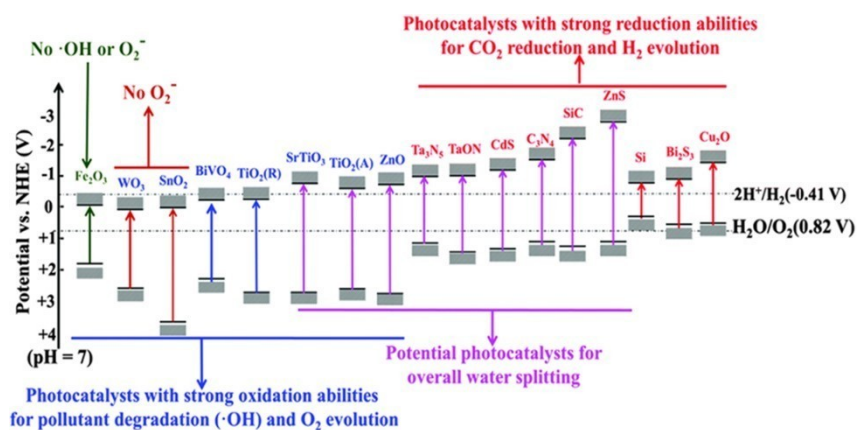 Photocatalysts with strong reduction abilities
for CO₂ reduction and H₂ evolution
No ·OH or O₂⁻
No O₂⁻
ZnS
SiC
Cu₂O
C₃N₄
Ta₃N₅ TaON CdS
Si Bi₂S₃
SrTiO₃ TiO₂(A) ZnO
Fe₂O₃ WO₃ SnO₂ BiVO₄ TiO₂(R)
Potential vs. NHE (V)
-3
-2
-1
0
+1
+2
+3
+4
(pH = 7)
2H⁺/H₂(-0.41 V)
H₂O/O₂(0.82 V)
Potential photocatalysts for
overall water splitting
Photocatalysts with strong oxidation abilities
for pollutant degradation (·OH) and O₂ evolution